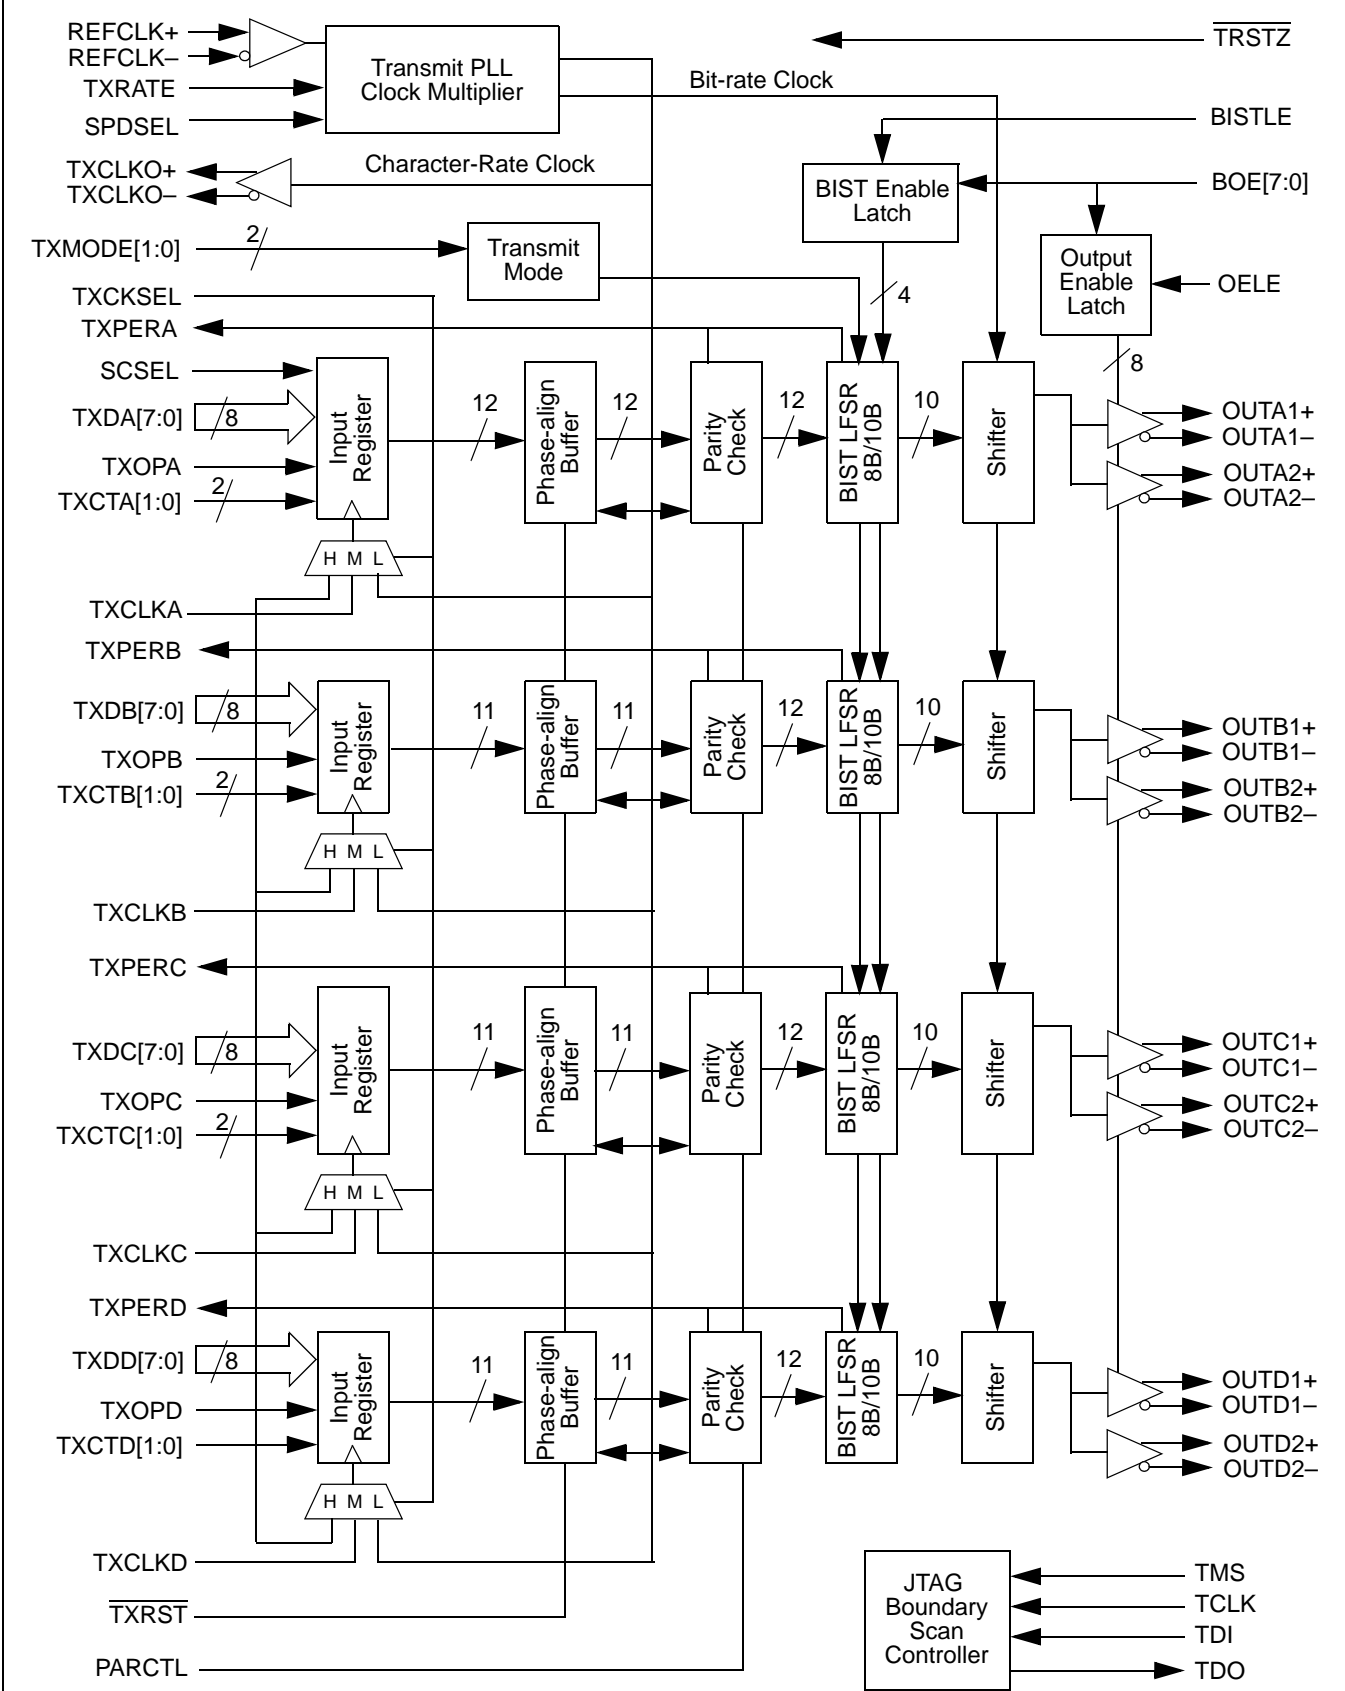 REFCLK+
REFCLK–
TXRATE
SPDSEL
Transmit PLL
Clock Multiplier
Bit-rate Clock
TRSTZ
BISTLE
TXCLKO+
TXCLKO–
Character-Rate Clock
BIST Enable
Latch
BOE[7:0]
TXMODE[1:0]
2
Transmit
Mode
4
Output
Enable
Latch
OELE
8
TXCKSEL
TXPERA
SCSEL
TXDA[7:0]
8
TXOPA
TXCTA[1:0]
2
Input
Register
12
Phase-align
Buffer
12
Parity
Check
12
BIST LFSR
8B/10B
10
Shifter
OUTA1+
OUTA1–
OUTA2+
OUTA2–
H M L
TXCLKA
TXPERB
TXDB[7:0]
8
TXOPB
TXCTB[1:0]
2
Input
Register
11
Phase-align
Buffer
11
Parity
Check
12
BIST LFSR
8B/10B
10
Shifter
OUTB1+
OUTB1–
OUTB2+
OUTB2–
H M L
TXCLKB
TXPERC
TXDC[7:0]
8
TXOPC
TXCTC[1:0]
2
Input
Register
11
Phase-align
Buffer
11
Parity
Check
12
BIST LFSR
8B/10B
10
Shifter
OUTC1+
OUTC1–
OUTC2+
OUTC2–
H M L
TXCLKC
TXPERD
TXDD[7:0]
8
TXOPD
TXCTD[1:0]
Input
Register
11
Phase-align
Buffer
11
Parity
Check
12
BIST LFSR
8B/10B
10
Shifter
OUTD1+
OUTD1–
OUTD2+
OUTD2–
H M L
TXCLKD
TXRST
PARCTL
JTAG
Boundary
Scan
Controller
TMS
TCLK
TDI
TDO